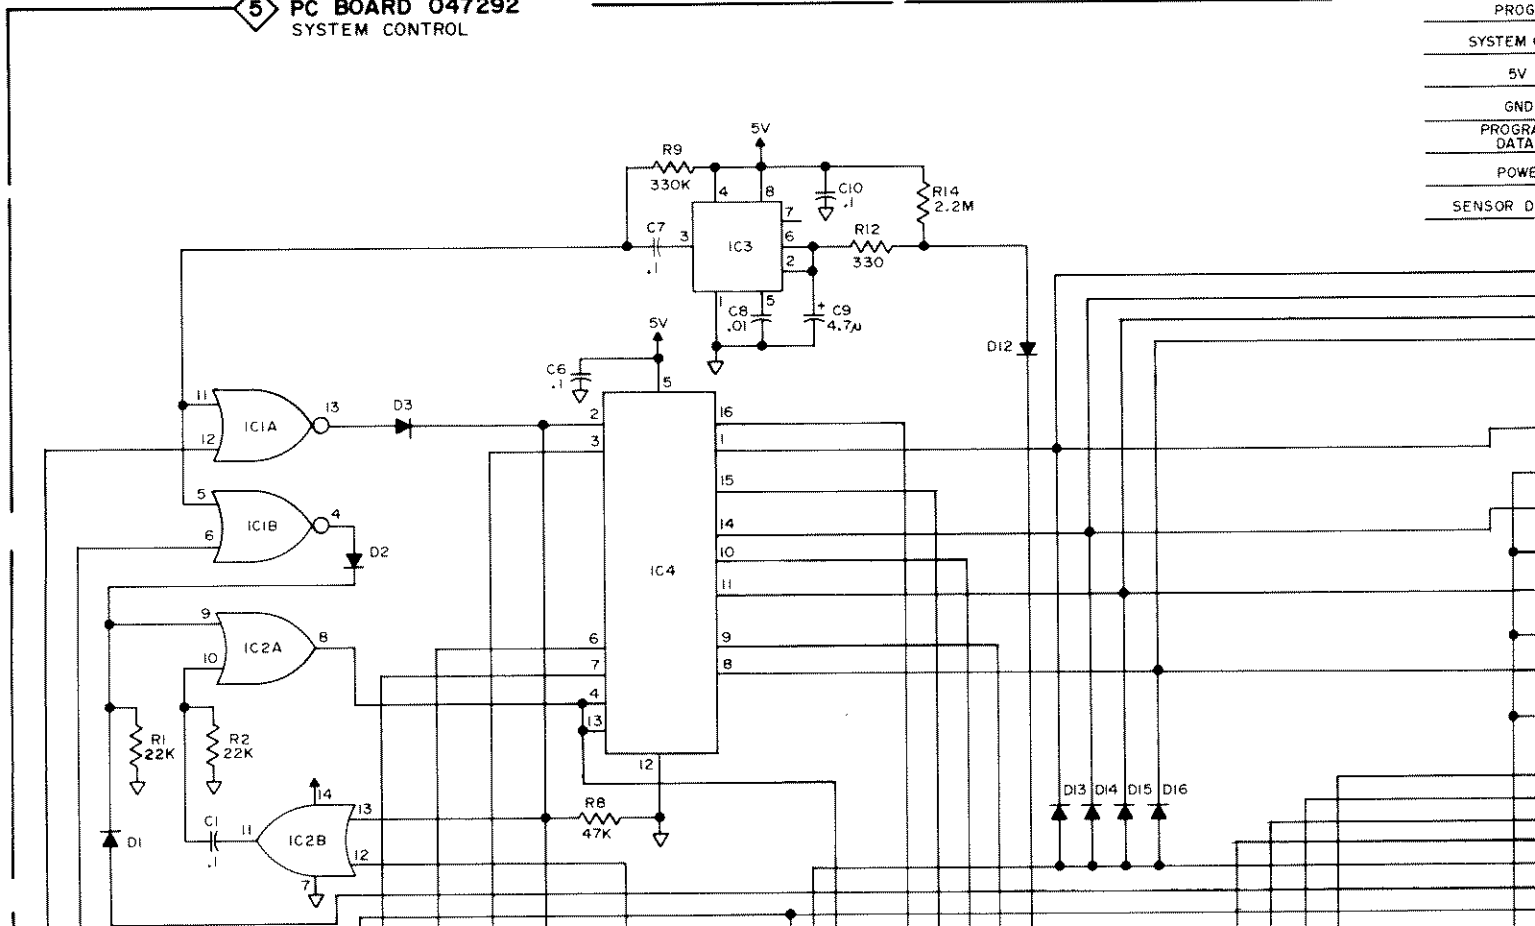 5 PC BOARD 047292
SYSTEM CONTROL
PROG
SYSTEM
5V
GND
PROGRA
DATA
POWE
SENSOR D
5V
R9
330K
4
8
C10
.1
R14
2.2M
7
C7
.1
3
IC3
6
R12
330
2
1
5
C8
.01
+
C9
4.7µ
5V
D12
C6
.1
5
11
13
D3
2
16
IC1A
12
3
1
5
15
IC1B
4
14
6
D2
10
IC4
11
9
8
6
9
IC2A
10
7
8
4
R1
22K
R2
22K
13
12
14
13
R8
47K
D13
D14
D15
D16
C1
.1
11
IC2B
D1
12
7